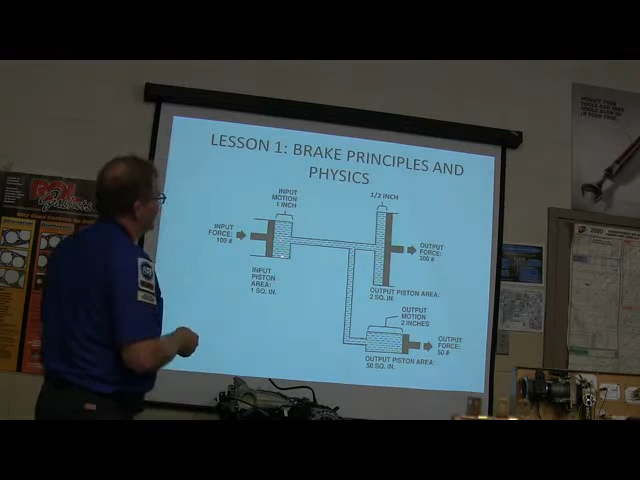 LESSON 1: BRAKE PRINCIPLES AND
PHYSICS
INPUT
MOTION
1 INCH
1/2 INCH
INPUT
FORCE:
100 #
OUTPUT
FORCE:
200 #
INPUT
PISTON
AREA:
1 SQ. IN.
OUTPUT PISTON AREA:
2 SQ. IN
OUTPUT
MOTION
2 INCHES
OUTPUT
FORCE:
50 #
OUTPUT PISTON AREA:
50 SQ. IN.